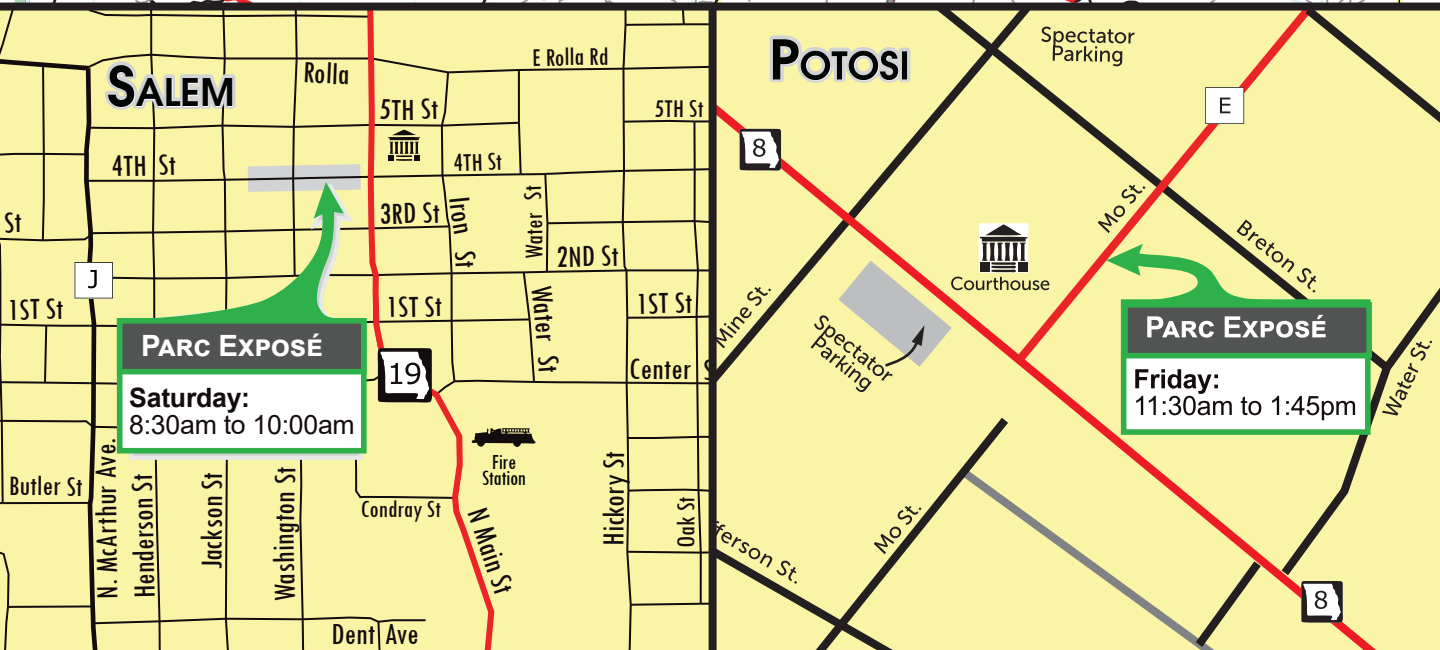 SALEM
Rolla
E Rolla Rd
5TH St
5TH St
4TH St
4TH St
St
3RD St
Iron St
Water St
2ND St
J
1ST St
1ST St
Water St
1ST St
PARC EXPOSÉ
Saturday:
8:30am to 10:00am
19
Center S
Fire
Station
Butler St
N. McArthur Ave.
Henderson St
Jackson St
Washington St
Condray St
N Main St
Hickory St
Oak St
Dent Ave
POTOSI
Spectator
Parking
E
8
Mo St.
Breton St.
Courthouse
Mine St.
Spectator
Parking
PARC EXPOSÉ
Friday:
11:30am to 1:45pm
Water St.
Mo St.
fferson St.
8